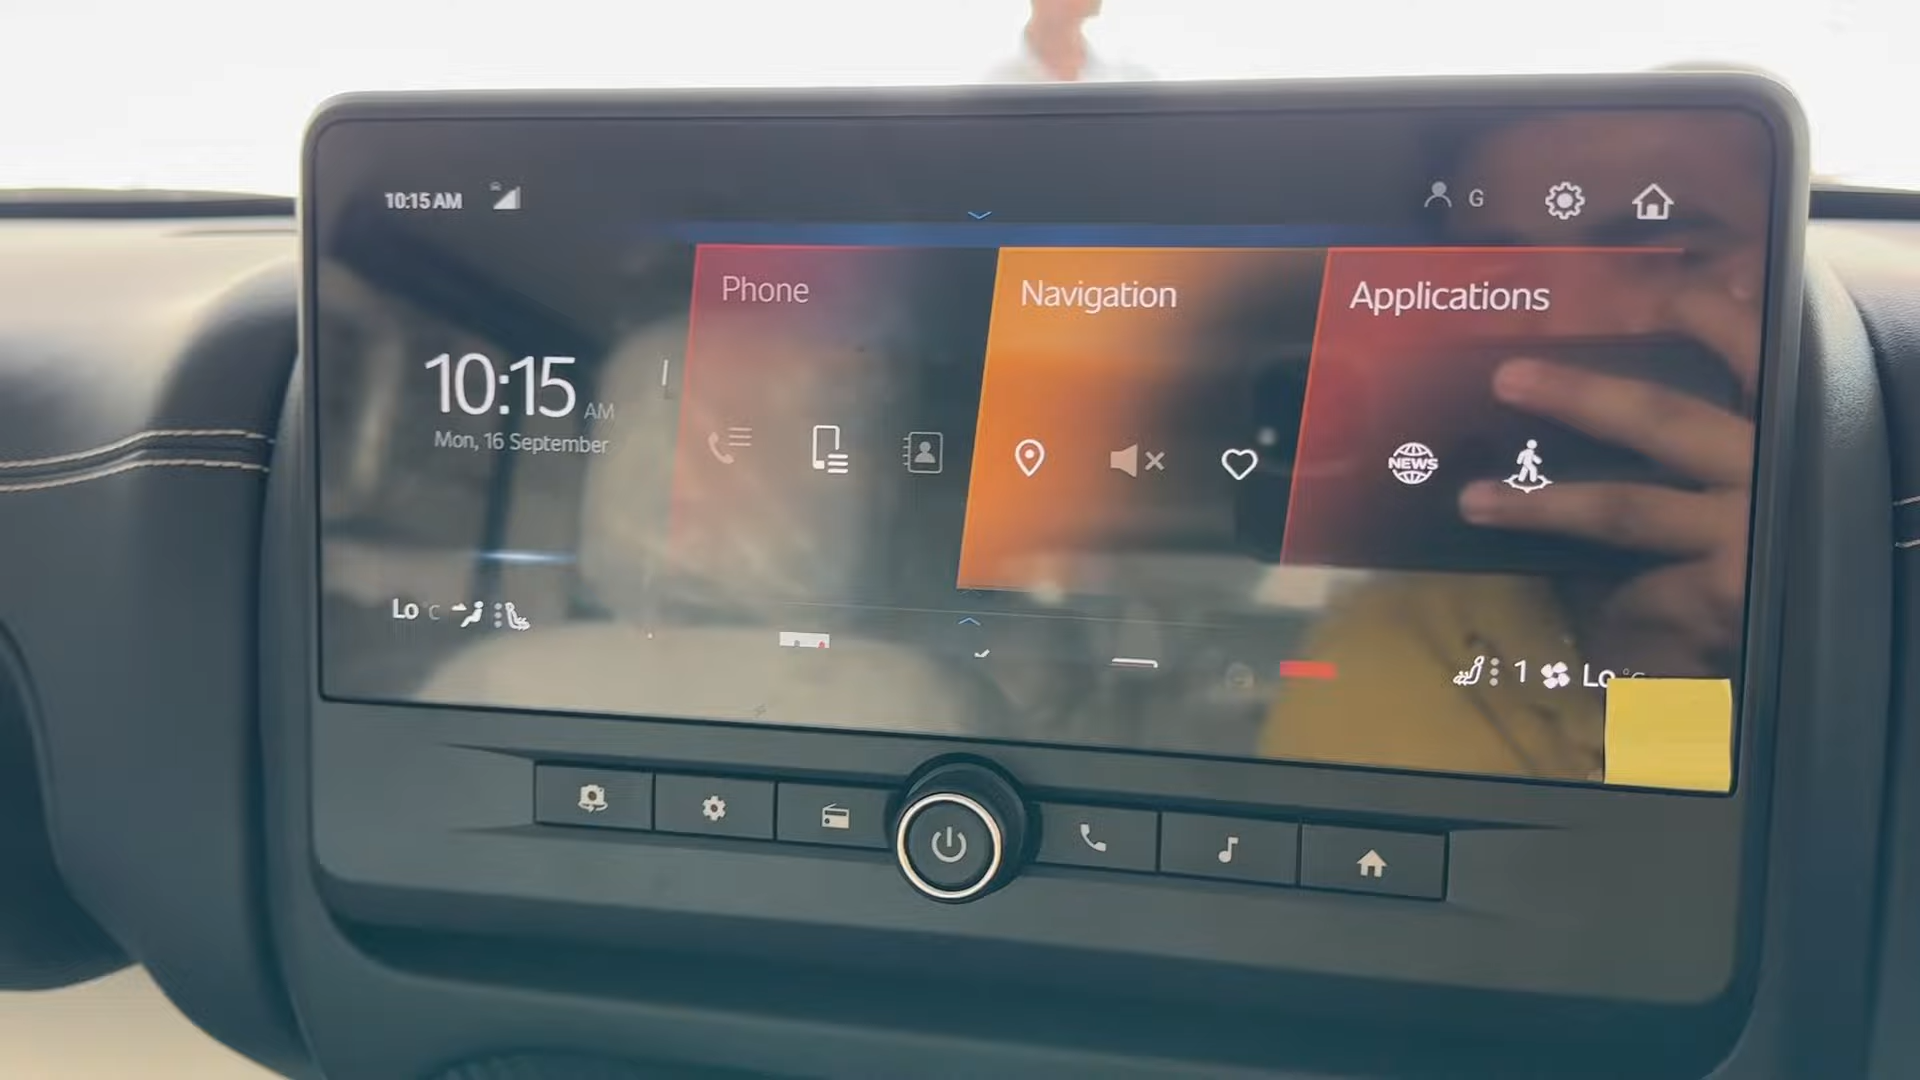 10:15 AM
G
Phone
Navigation
Applications
10:15 AM
Mon, 16 September
NEWS
Lo °C
1
Lo °C